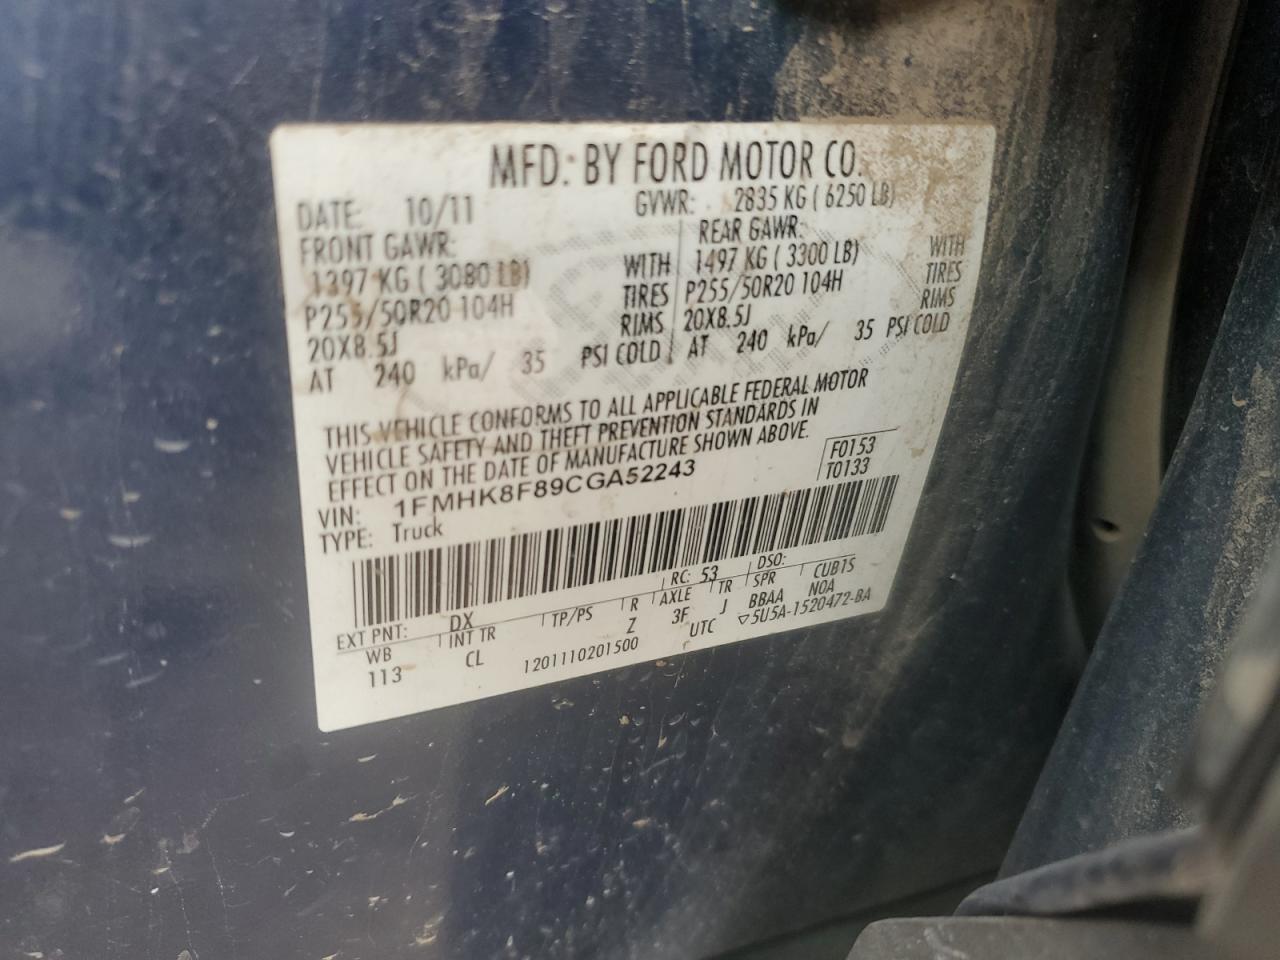 MFD. BY FORD MOTOR CO.
DATE: 10/11 GVWR: 2835 KG ( 6250 LB)
FRONT GAWR: REAR GAWR:
1397 KG ( 3080 LB) WITH 1497 KG ( 3300 LB) WITH
P255/50R20 104H TIRES P255/50R20 104H TIRES
20X8.5J RIMS 20X8.5J RIMS
AT 240 kPa/ 35 PSI COLD AT 240 kPa/ 35 PSI COLD
THIS VEHICLE CONFORMS TO ALL APPLICABLE FEDERAL MOTOR
VEHICLE SAFETY AND THEFT PREVENTION STANDARDS IN
EFFECT ON THE DATE OF MANUFACTURE SHOWN ABOVE.
VIN: 1FMHK8F89CGA52243 F0153
TYPE: Truck T0133
EXT PNT: DX RC: 53 DSO:
WB INT TR TP/PS R AXLE TR SPR CUB1S
113 CL Z 3F J BBAA NOA
1201110201500 UTC ▽5U5A-1520472-BA